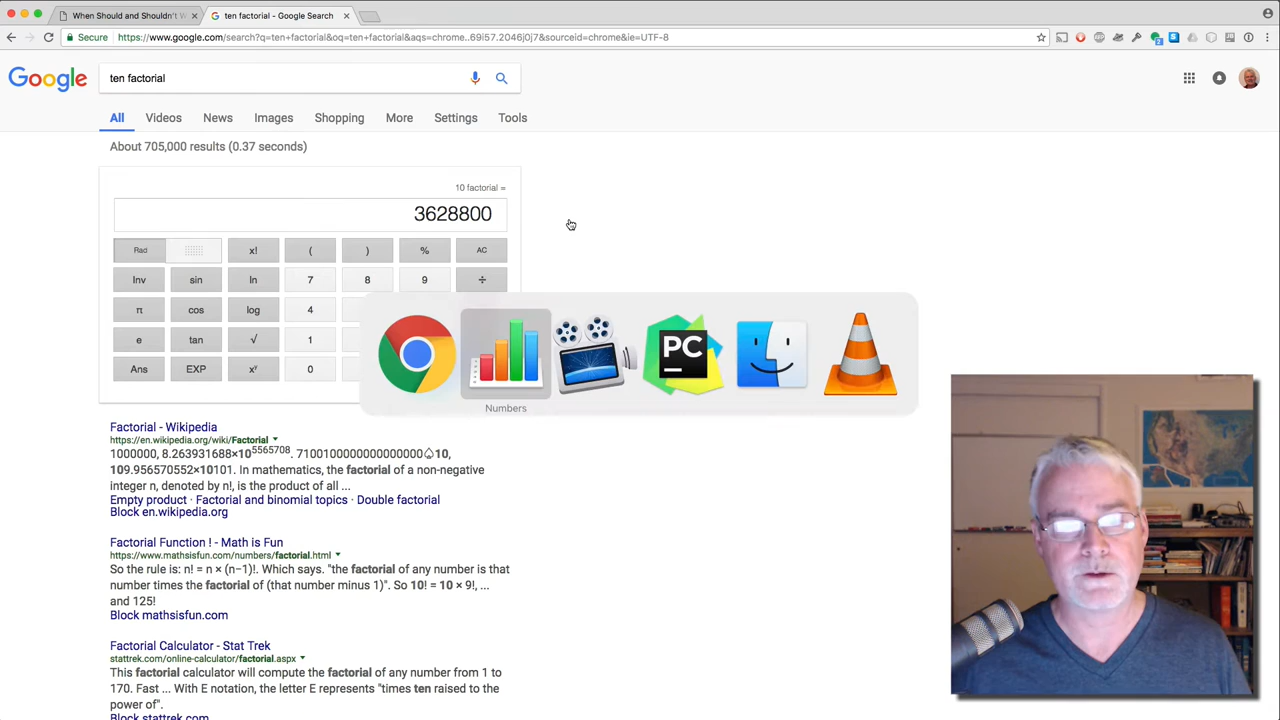 When Should and Shouldn't W
ten factorial - Google Search
Secure
https://www.google.com/search?q=ten+factorial&oq=ten+factorial&aqs=chrome..69i57.2046j0j7&sourceid=chrome&ie=UTF-8
Google
ten factorial
All
Videos
News
Images
Shopping
More
Settings
Tools
About 705,000 results (0.37 seconds)
10 factorial =
3628800
Rad
x!
(
)
%
AC
Inv
sin
ln
7
8
9
÷
π
cos
log
4
e
tan
√
1
Ans
EXP
xʸ
0
PC
Numbers
Factorial - Wikipedia
https://en.wikipedia.org/wiki/Factorial
1000000, 8.263931688×10^5565708. 7100100000000000000♤10,
109.956570552×10101. In mathematics, the factorial of a non-negative
integer n, denoted by n!, is the product of all ...
Empty product · Factorial and binomial topics · Double factorial
Block en.wikipedia.org
Factorial Function ! - Math is Fun
https://www.mathsisfun.com/numbers/factorial.html
So the rule is: n! = n × (n−1)!. Which says. "the factorial of any number is that
number times the factorial of (that number minus 1)". So 10! = 10 × 9!, ...
and 125!
Block mathsisfun.com
Factorial Calculator - Stat Trek
stattrek.com/online-calculator/factorial.aspx
This factorial calculator will compute the factorial of any number from 1 to
170. Fast ... With E notation, the letter E represents "times ten raised to the
power of".
Block stattrek.com